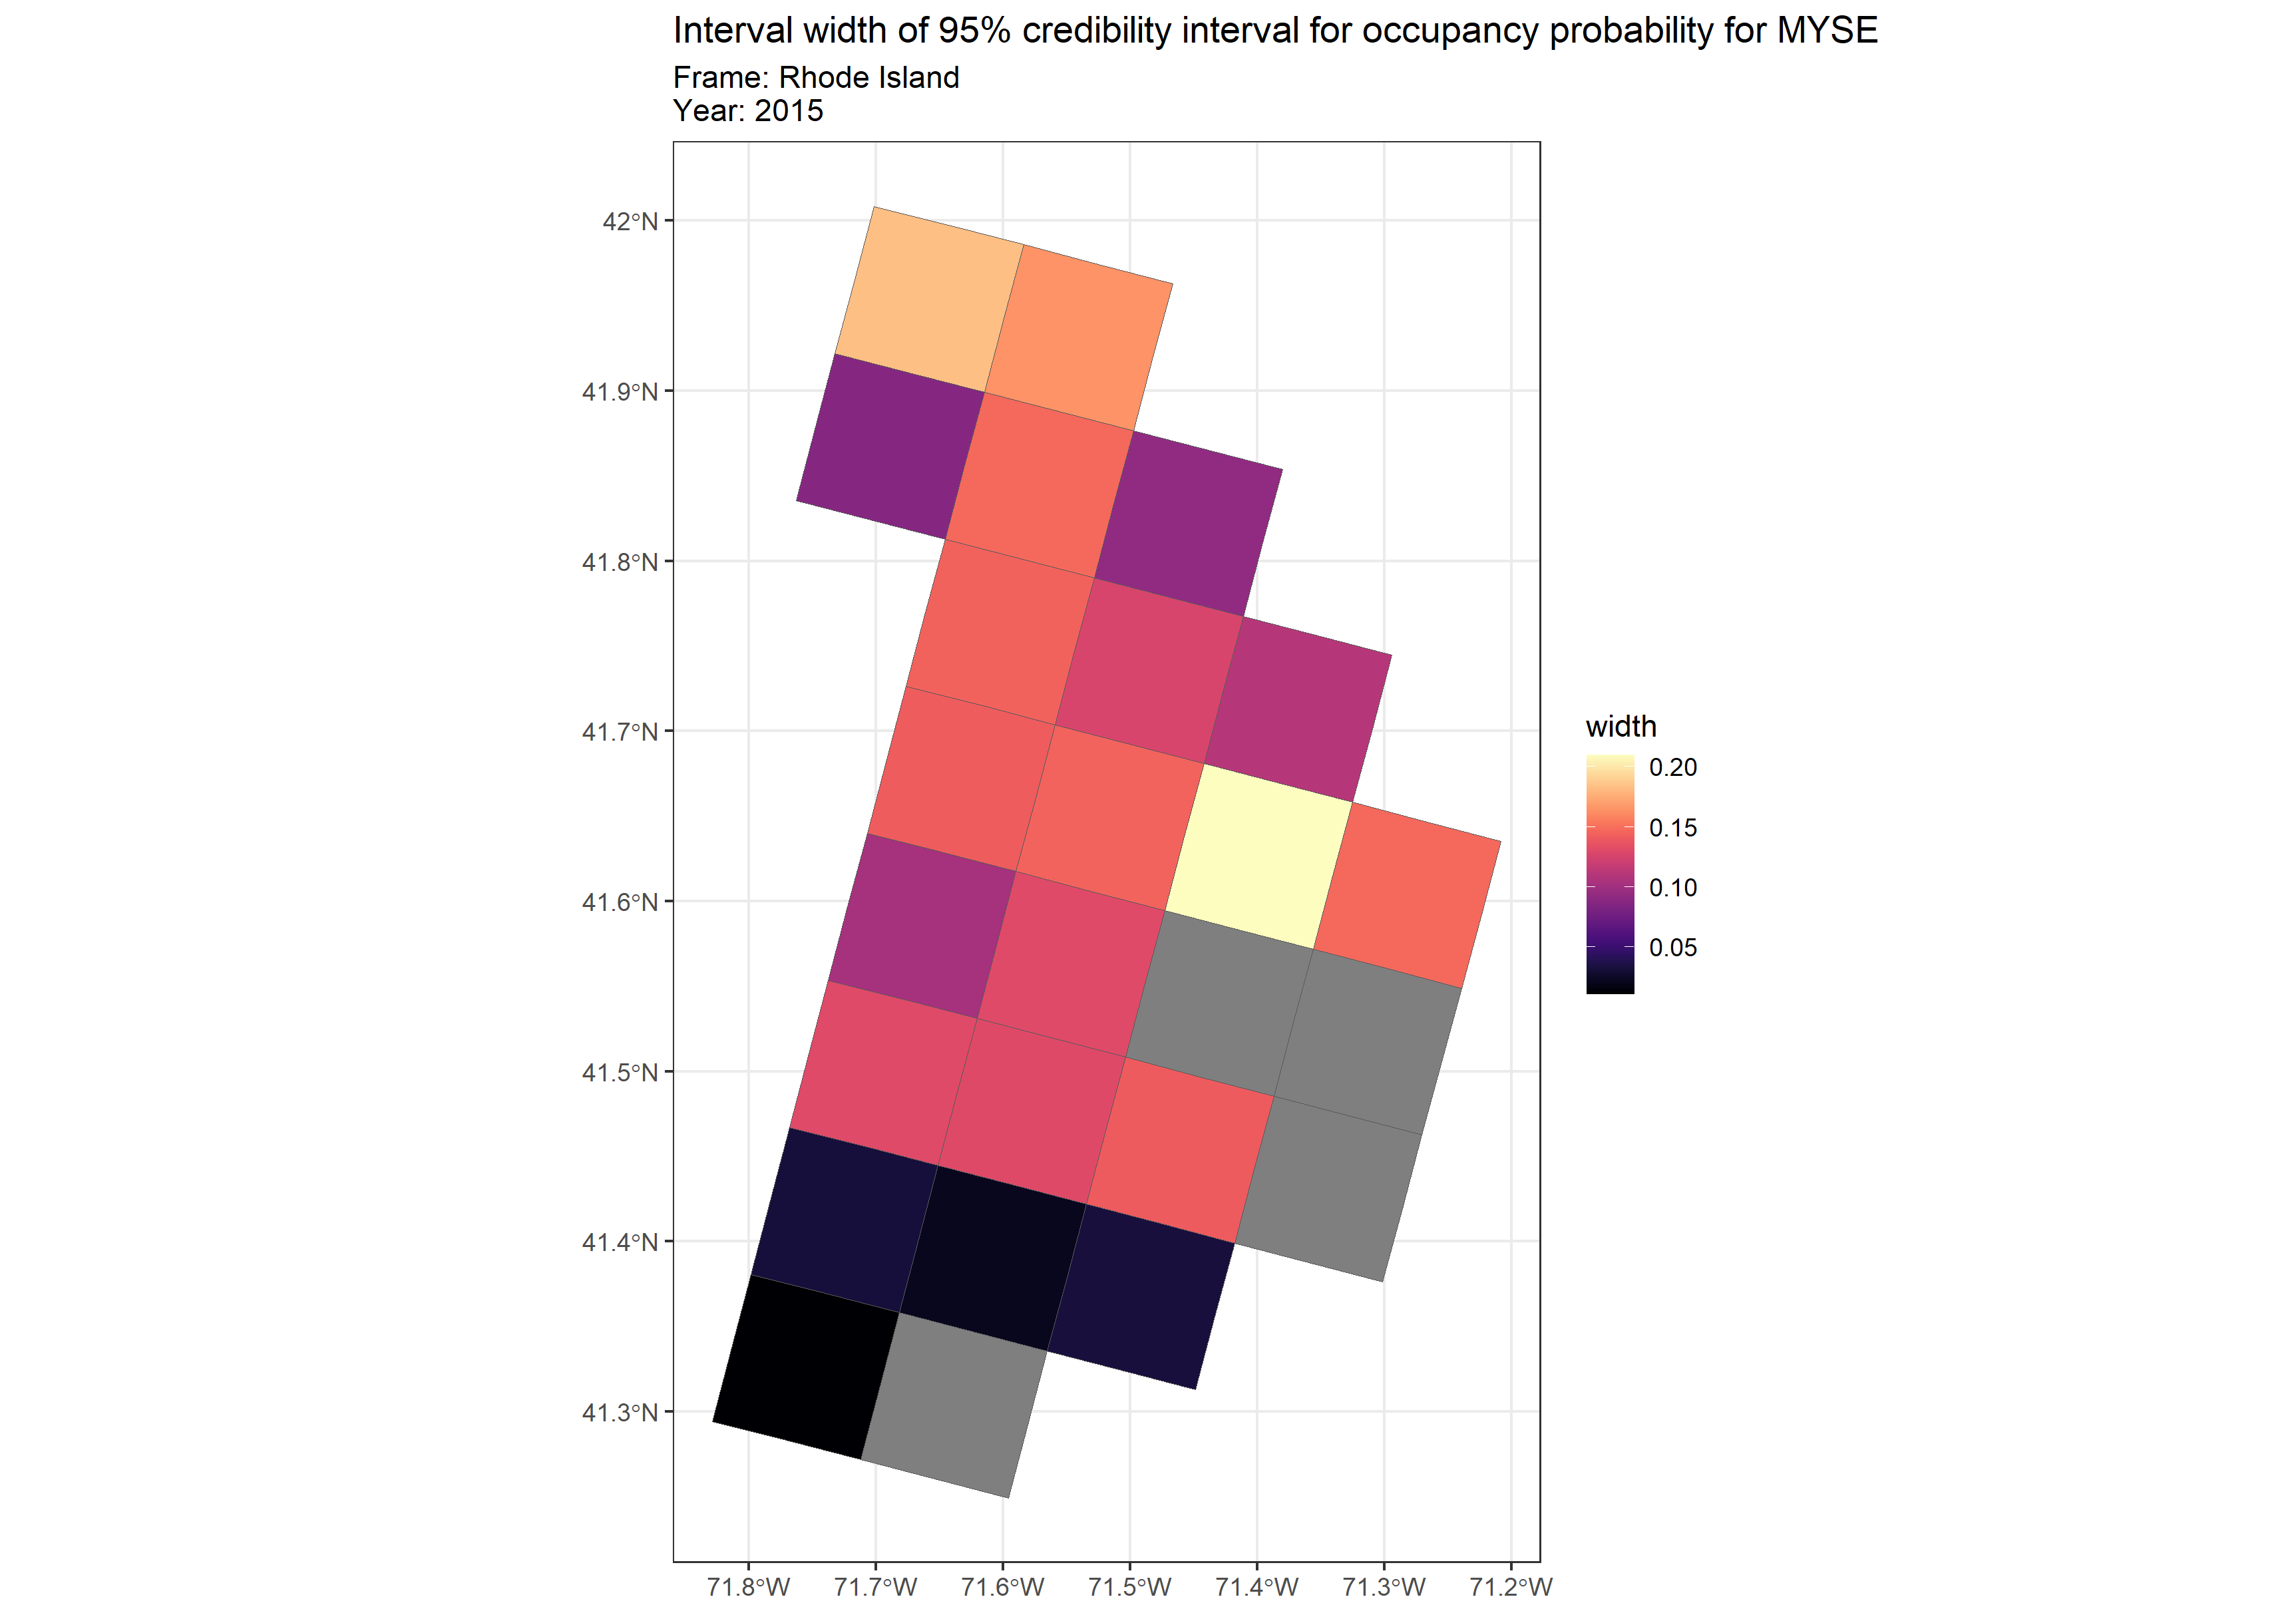 Interval width of 95% credibility interval for occupancy probability for MYSE
Frame: Rhode Island
Year: 2015
42°N
41.9°N
41.8°N
41.7°N
41.6°N
41.5°N
41.4°N
41.3°N
71.8°W 71.7°W 71.6°W 71.5°W 71.4°W 71.3°W 71.2°W
width
0.20
0.15
0.10
0.05